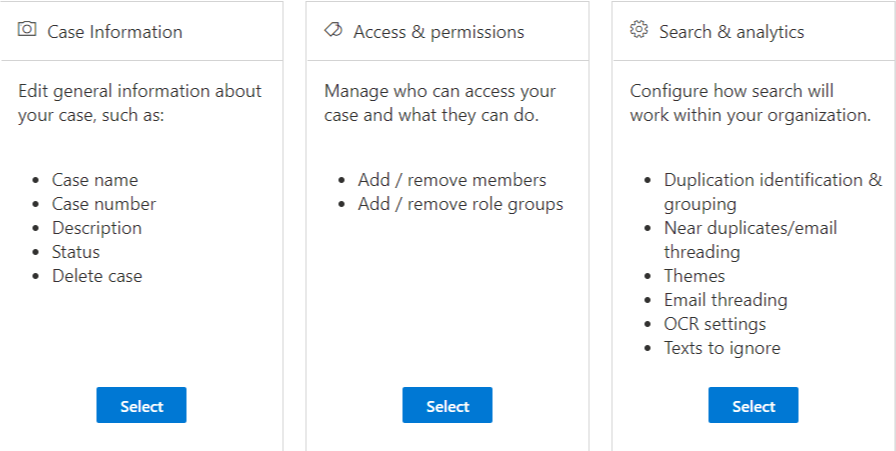 Case Information
Edit general information about
your case, such as:
Case name
Case number
Description
Status
Delete case
Select
Access & permissions
Manage who can access your
case and what they can do.
Add / remove members
Add / remove role groups
Select
Search & analytics
Configure how search will
work within your organization.
Duplication identification &
grouping
Near duplicates/email
threading
Themes
Email threading
OCR settings
Texts to ignore
Select